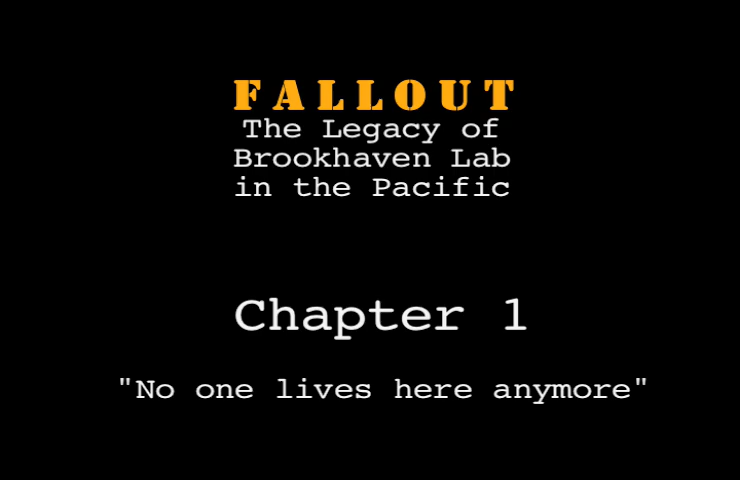 FALLOUT
The Legacy of
Brookhaven Lab
in the Pacific
Chapter 1
"No one lives here anymore"